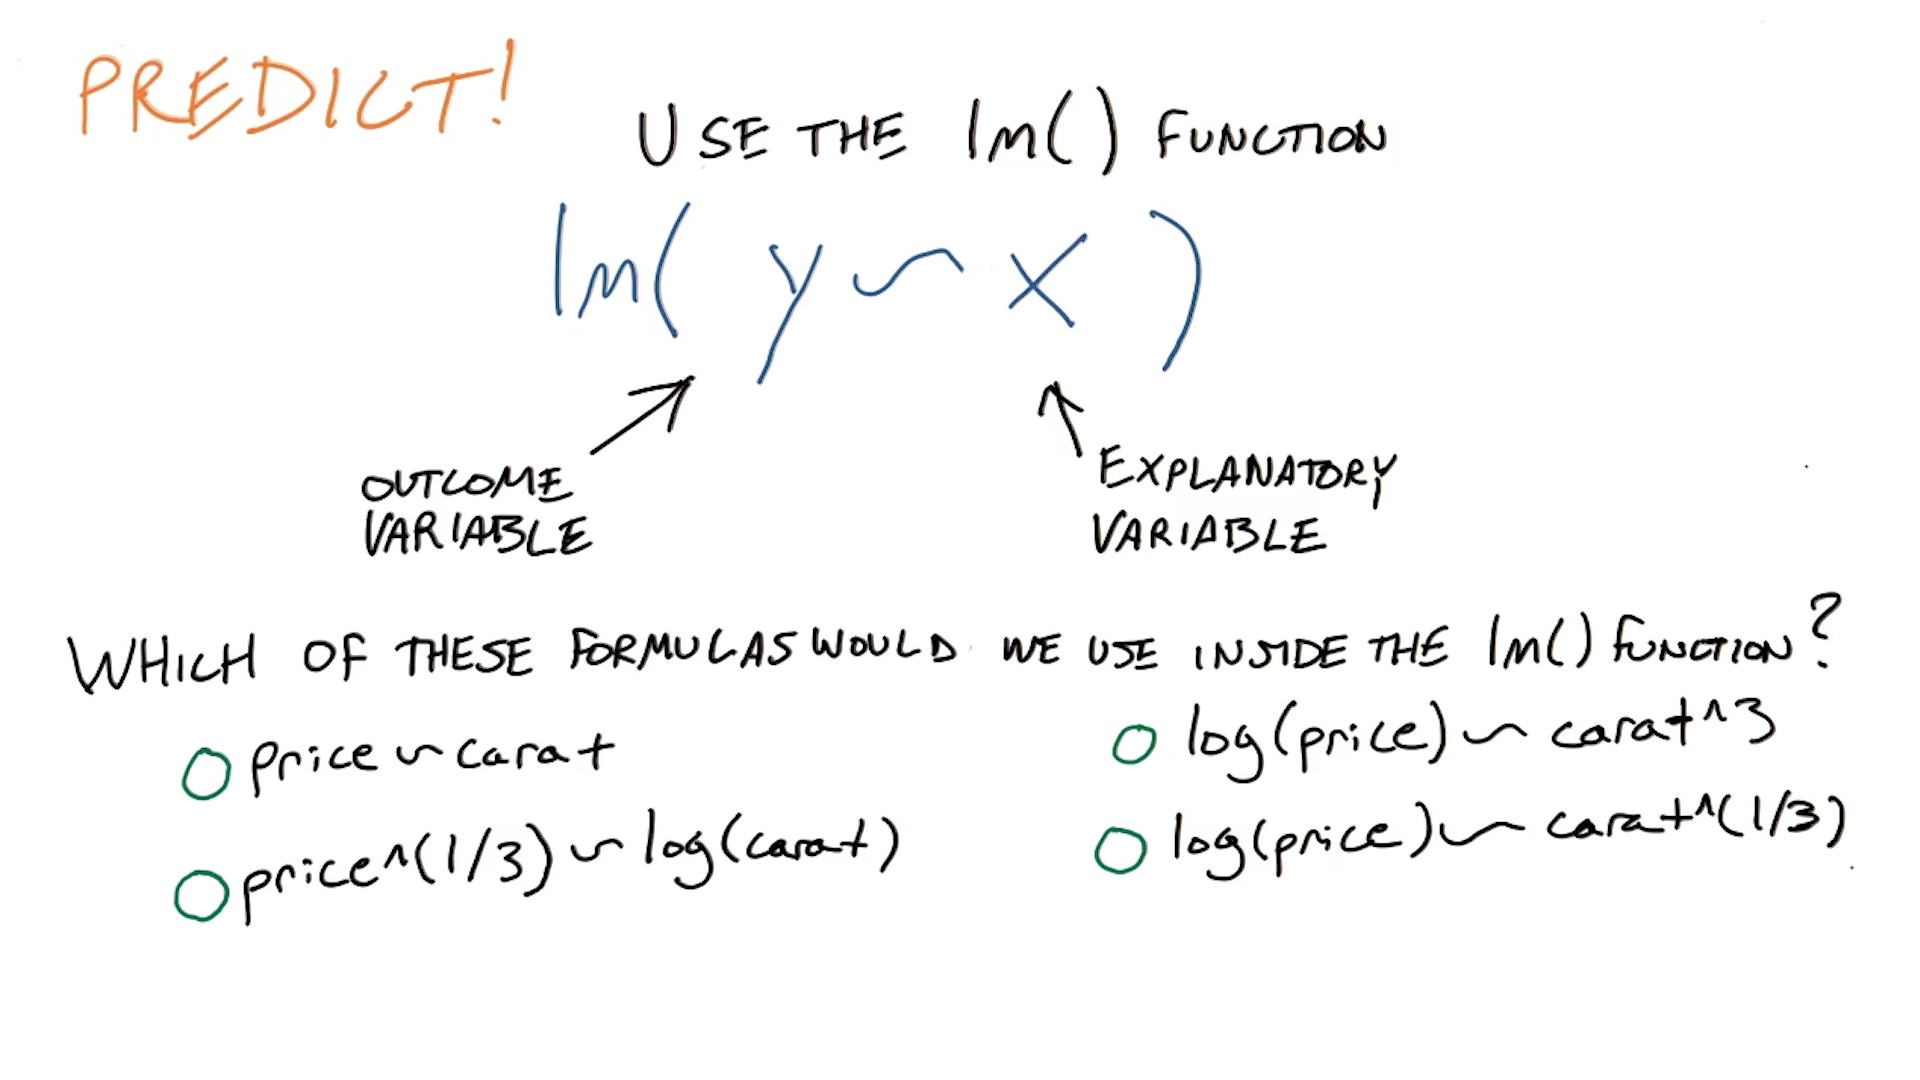 PREDICT!
USE THE lm() FUNCTION
lm( y ~ x )
OUTCOME
VARIABLE
EXPLANATORY
VARIABLE
WHICH OF THESE FORMULAS WOULD WE USE INSIDE THE lm() FUNCTION?
price ~ carat
price^(1/3) ~ log(carat)
log(price) ~ carat^3
log(price) ~ carat^(1/3)